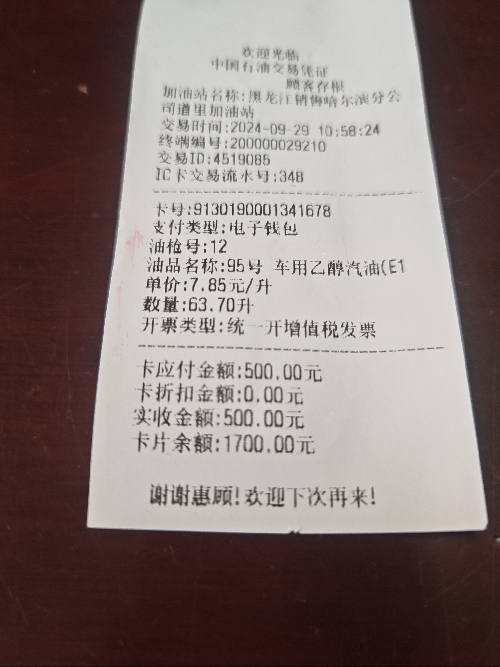 欢迎光临
中国石油交易凭证
顾客存根
加油站名称:黑龙江销售哈尔滨分公
司道里加油站
交易时间:2024-09-29 10:58:24
终端编号:200000029210
交易ID:4519085
IC卡交易流水号:348
卡号:9130190001341678
支付类型:电子钱包
油枪号:12
油品名称:95号 车用乙醇汽油(E1
单价:7.85元/升
数量:63.70升
开票类型:统一开增值税发票
卡应付金额:500.00元
卡折扣金额:0.00元
实收金额:500.00元
卡片余额:1700.00元
谢谢惠顾!欢迎下次再来!